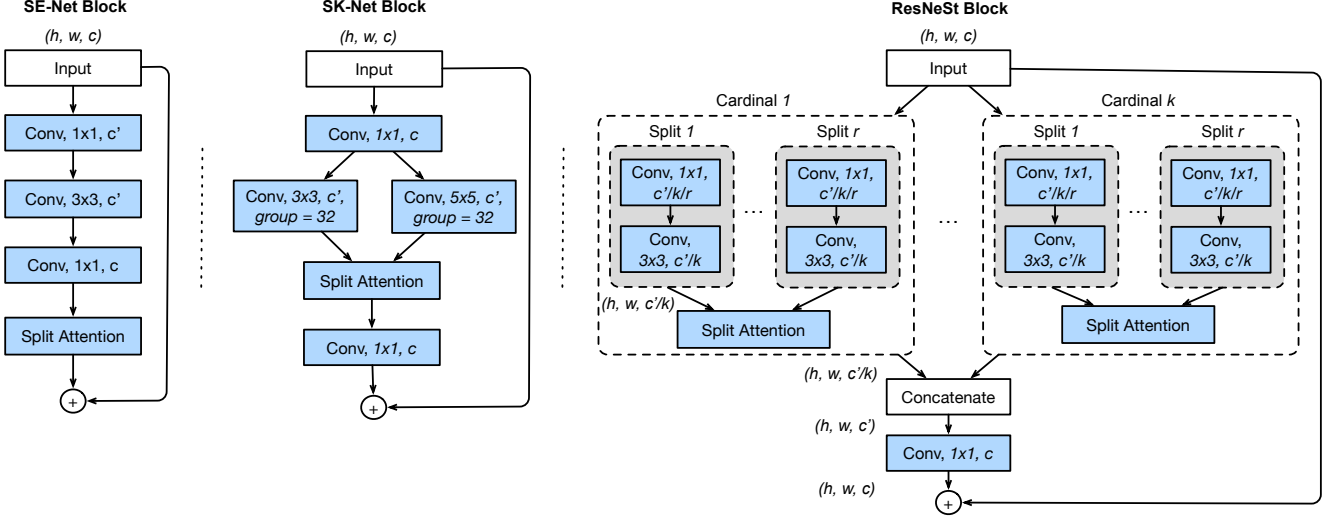 SE-Net Block
(h, w, c)
Input
Conv, 1x1, c’
Conv, 3x3, c’
Conv, 1x1, c
Split Attention
+
SK-Net Block
(h, w, c)
Input
Conv, 1x1, c
Conv, 3x3, c’,
group = 32
Conv, 5x5, c’,
group = 32
Split Attention
Conv, 1x1, c
+
ResNeSt Block
(h, w, c)
Input
Cardinal 1
Split 1
Conv, 1x1,
c’/k/r
Conv,
3x3, c’/k
...
Split r
Conv, 1x1,
c’/k/r
Conv,
3x3, c’/k
(h, w, c’/k)
Split Attention
...
Cardinal k
Split 1
Conv, 1x1,
c’/k/r
Conv,
3x3, c’/k
...
Split r
Conv, 1x1,
c’/k/r
Conv,
3x3, c’/k
Split Attention
(h, w, c’/k)
Concatenate
(h, w, c’)
Conv, 1x1, c
(h, w, c)
+